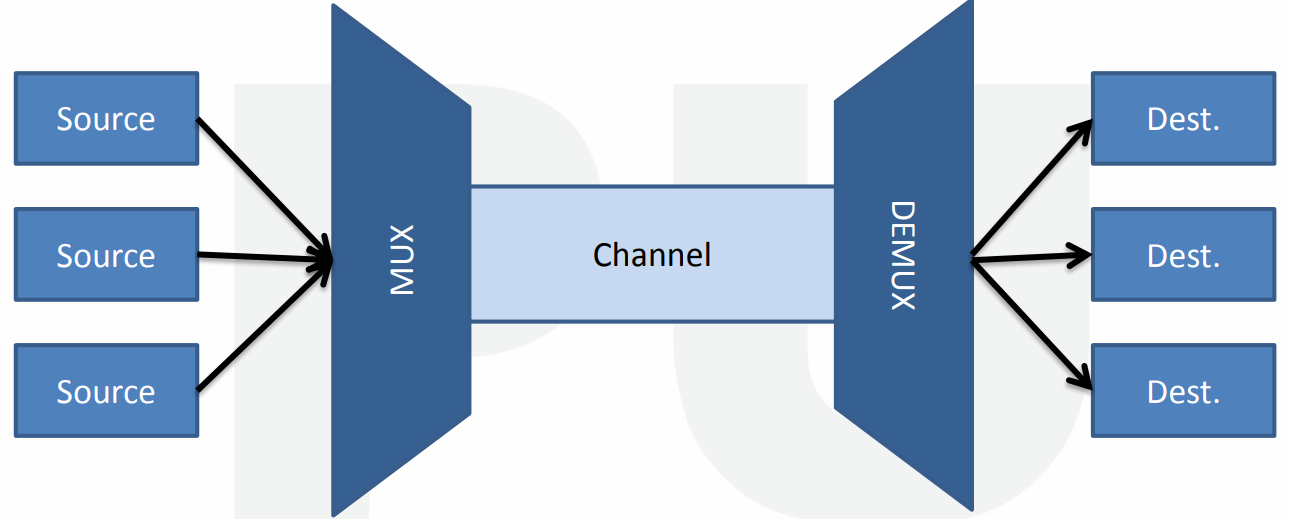 Source
Source
Source
MUX
Channel
DEMUX
Dest.
Dest.
Dest.